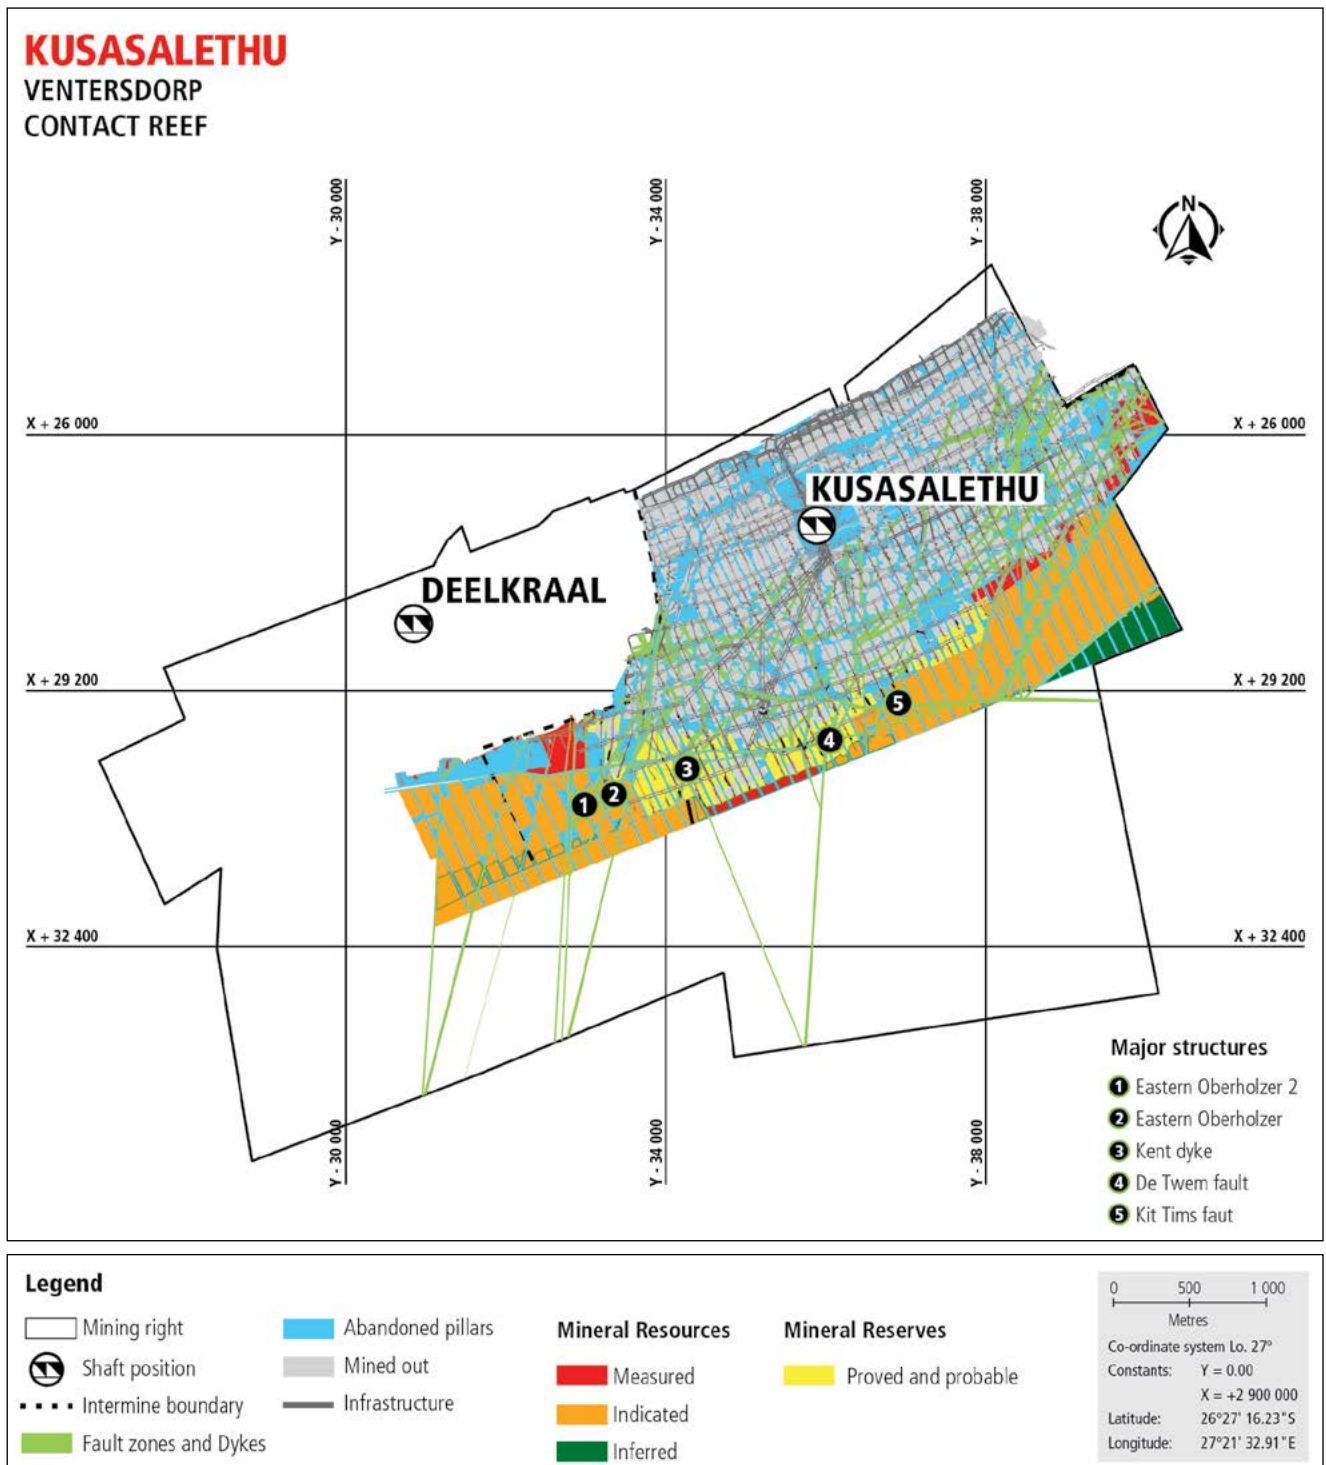 KUSASALETHU
VENTERSDORP
CONTACT REEF
Y - 30 000
Y - 34 000
Y - 38 000
N
X + 26 000
X + 26 000
KUSASALETHU
DEELKRAAL
X + 29 200
X + 29 200
5
4
3
2
1
X + 32 400
X + 32 400
Y - 30 000
Y - 34 000
Y - 38 000
Major structures
1 Eastern Oberholzer 2
2 Eastern Oberholzer
3 Kent dyke
4 De Twem fault
5 Kit Tims faut
Legend
Mining right
Shaft position
Intermine boundary
Fault zones and Dykes
Abandoned pillars
Mined out
Infrastructure
Mineral Resources
Measured
Indicated
Inferred
Mineral Reserves
Proved and probable
0 500 1 000
Metres
Co-ordinate system Lo. 27°
Constants: Y = 0.00
X = +2 900 000
Latitude: 26°27' 16.23"S
Longitude: 27°21' 32.91"E